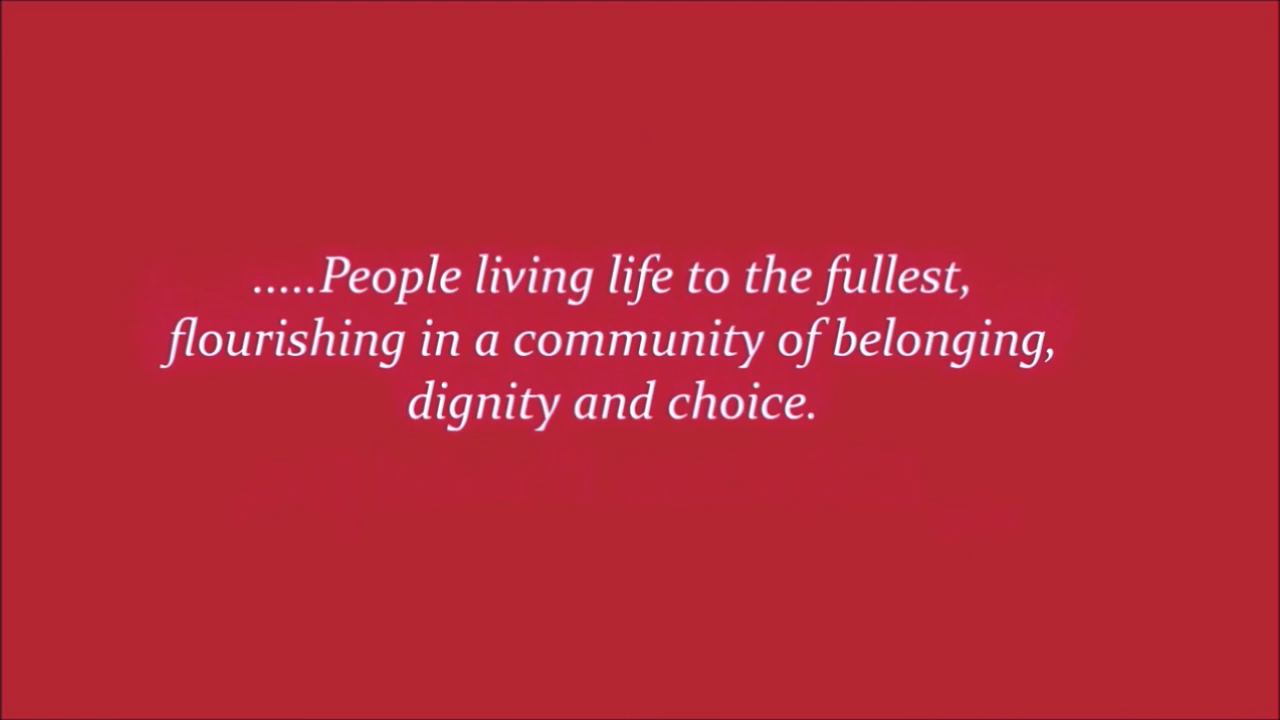 .....People living life to the fullest,
flourishing in a community of belonging,
dignity and choice.